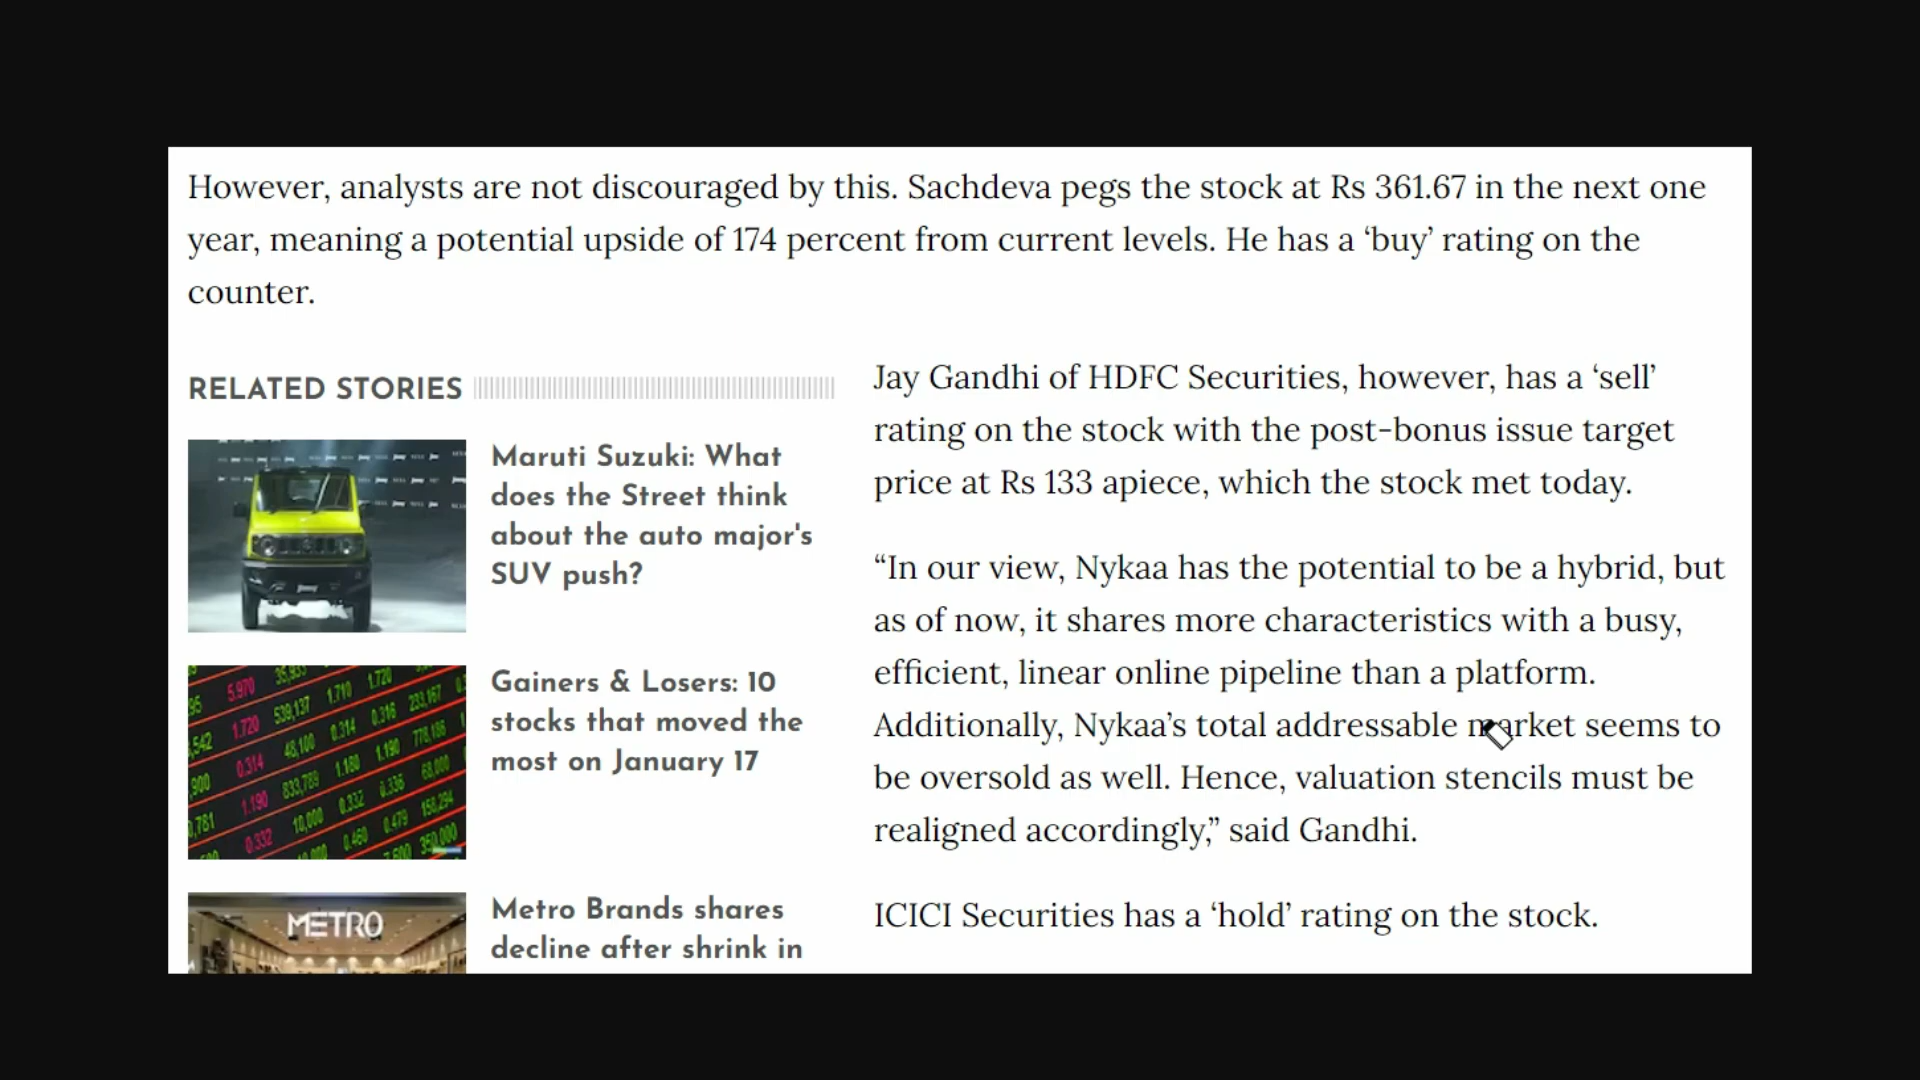 However, analysts are not discouraged by this. Sachdeva pegs the stock at Rs 361.67 in the next one
year, meaning a potential upside of 174 percent from current levels. He has a ‘buy’ rating on the
counter.
RELATED STORIES
Maruti Suzuki: What
does the Street think
about the auto major's
SUV push?
Gainers & Losers: 10
stocks that moved the
most on January 17
METRO
Metro Brands shares
decline after shrink in
Jay Gandhi of HDFC Securities, however, has a ‘sell’
rating on the stock with the post-bonus issue target
price at Rs 133 apiece, which the stock met today.
“In our view, Nykaa has the potential to be a hybrid, but
as of now, it shares more characteristics with a busy,
efficient, linear online pipeline than a platform.
Additionally, Nykaa’s total addressable market seems to
be oversold as well. Hence, valuation stencils must be
realigned accordingly,” said Gandhi.
ICICI Securities has a ‘hold’ rating on the stock.